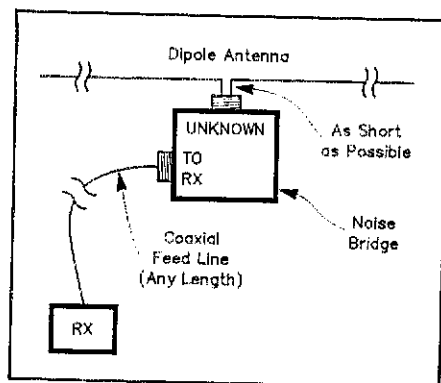 Dipole Antenna
UNKNOWN
TO
RX
As Short
as Possible
Noise
Bridge
Coaxial
Feed Line
(Any Length)
RX